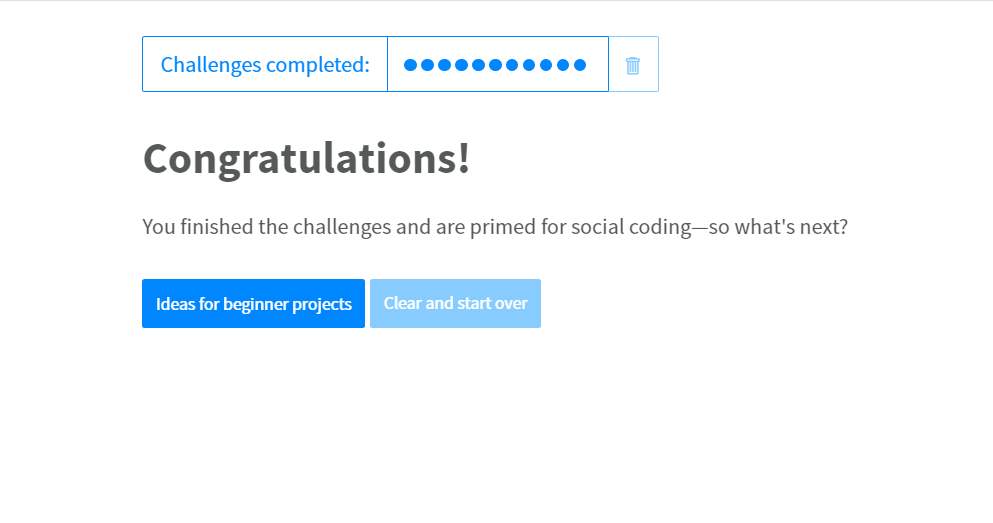 Challenges completed:
Congratulations!
You finished the challenges and are primed for social coding—so what's next?
Ideas for beginner projects
Clear and start over